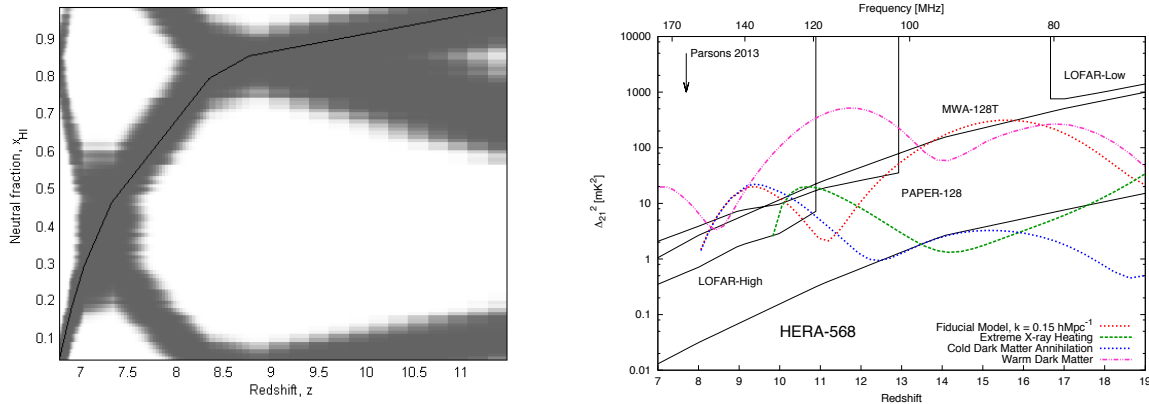 0.9
0.8
0.7
0.6
0.5
0.4
0.3
0.2
0.1
Neutral fraction, x_HI
7 7.5 8 8.5 9 9.5 10 10.5 11
Redshift, z
Frequency [MHz]
170 160 140 120 100 80
10000
1000
100
10
1
0.1
0.01
Δ21² [mK²]
Parsons 2013
LOFAR-Low
MWA-128T
PAPER-128
LOFAR-High
HERA-568
Fiducial Model, k = 0.15 hMpc⁻¹
Extreme X-ray Heating
Cold Dark Matter Annihilation
Warm Dark Matter
7 8 9 10 11 12 13 14 15 16 17 18 19
Redshift